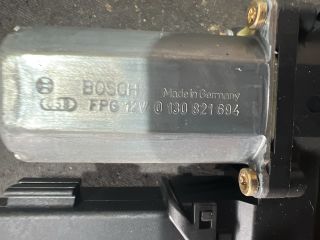 BOSCH Made in Germany
FPG 12V 0 130 821 694